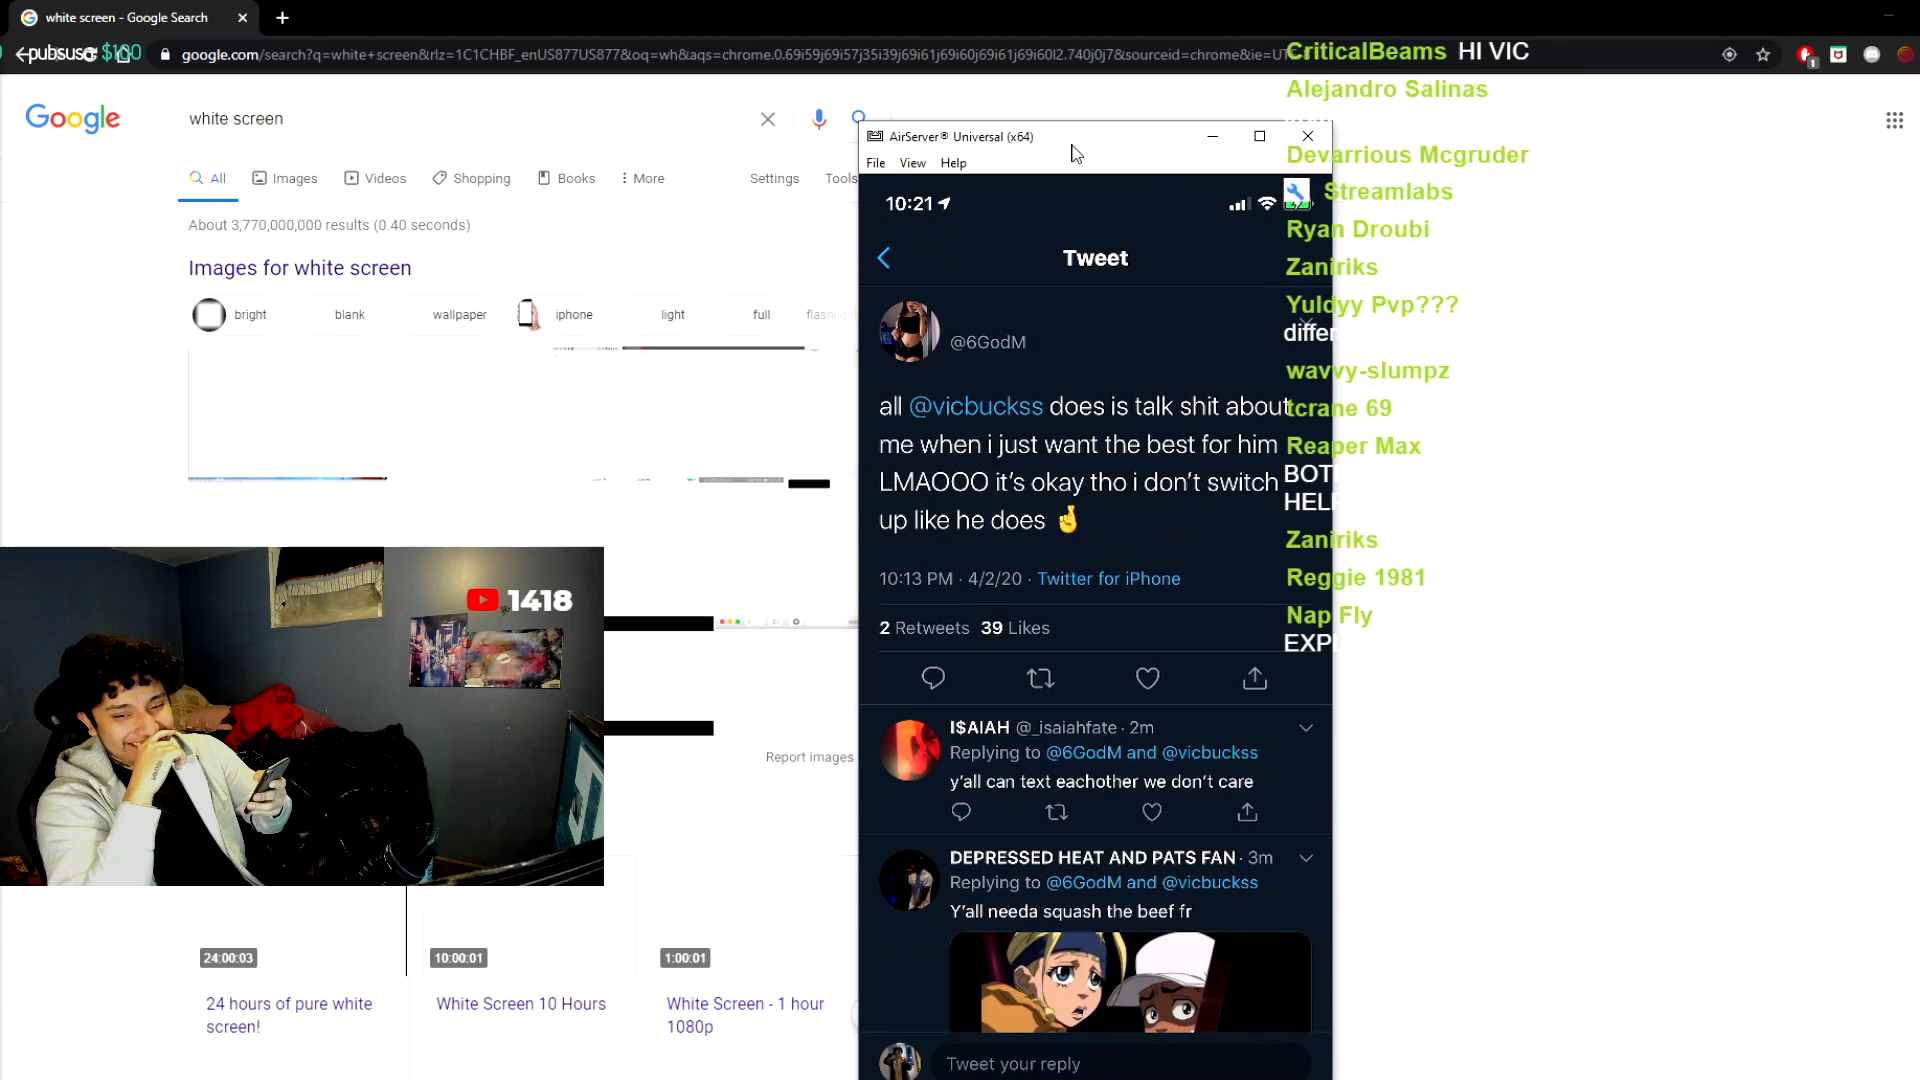 white screen - Google Search
pubsusa $100
google.com/search?q=white+screen&rlz=1C1CHBF_enUS877US877&oq=wh&aqs=chrome.0.69i59j69i57j35i39j69i61j69i60j69i61j69i60l2.740j0j7&sourceid=chrome&ie=UT
Google
white screen
All
Images
Videos
Shopping
Books
More
Settings
Tools
About 3,770,000,000 results (0.40 seconds)
Images for white screen
bright
blank
wallpaper
iphone
light
full
flash
Report images
1418
24:00:03
10:00:01
1:00:01
24 hours of pure white
screen!
White Screen 10 Hours
White Screen - 1 hour
1080p
AirServer® Universal (x64)
File View Help
10:21
Tweet
@6GodM
all @vicbuckss does is talk shit about
me when i just want the best for him
LMAOOO it's okay tho i don't switch
up like he does 🤞
10:13 PM · 4/2/20 · Twitter for iPhone
2 Retweets 39 Likes
I$AIAH @_isaiahfate · 2m
Replying to @6GodM and @vicbuckss
y'all can text eachother we don't care
DEPRESSED HEAT AND PATS FAN · 3m
Replying to @6GodM and @vicbuckss
Y'all needa squash the beef fr
Tweet your reply
CriticalBeams HI VIC
Alejandro Salinas
Devarrious Mcgruder
Streamlabs
Ryan Droubi
Zaniriks
Yuldyy Pvp???
differ
wavvy-slumpz
tcrane 69
Reaper Max
BOT
HELP
Zaniriks
Reggie 1981
Nap Fly
EXPL